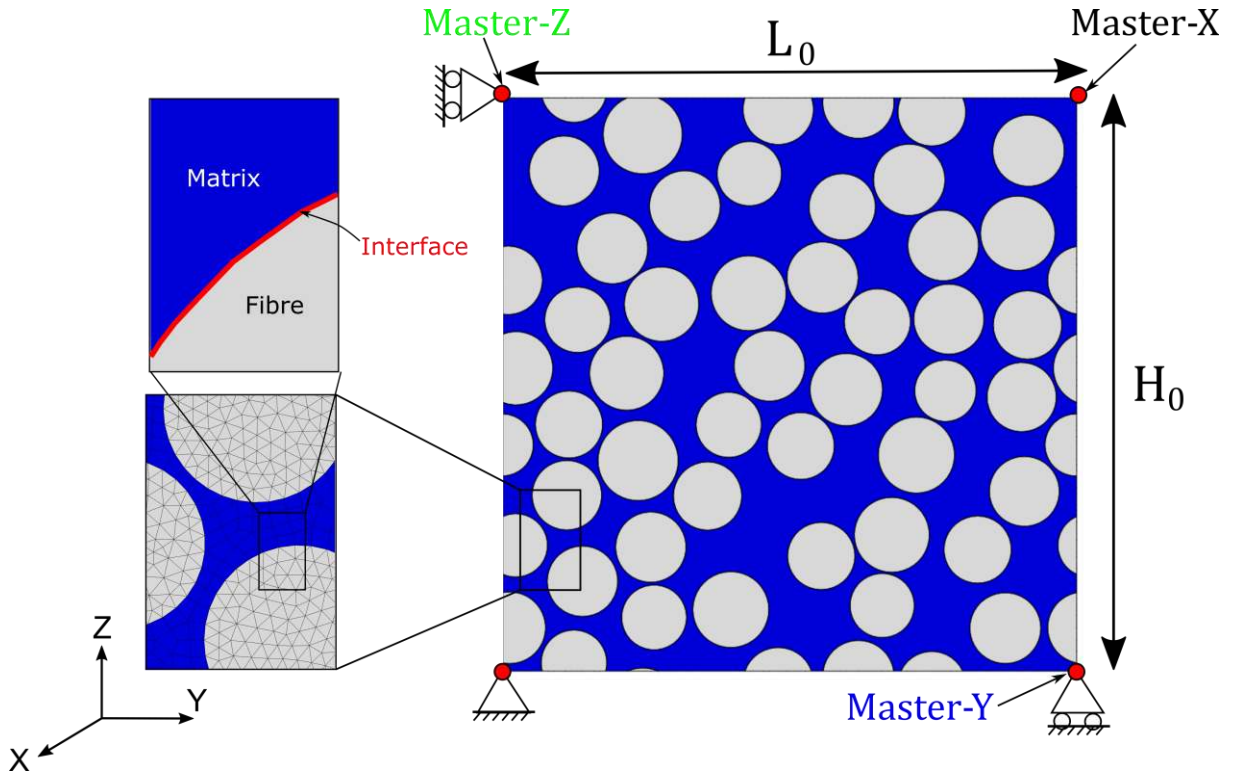 Master-Z
Master-X
L₀
Matrix
Interface
Fibre
H₀
Master-Y
Z
Y
X